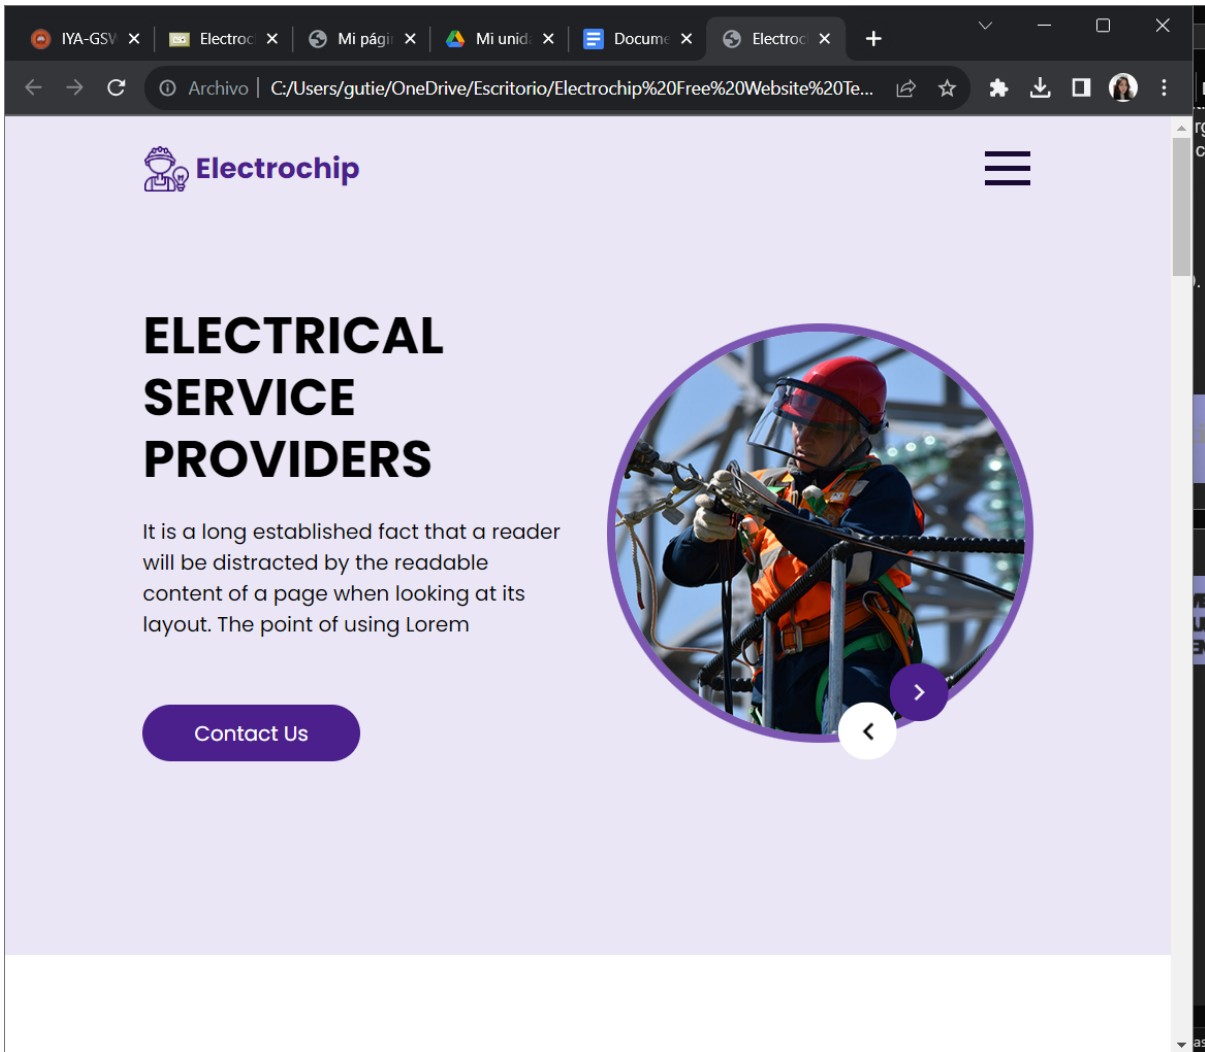 IYA-GSW
Electroc
Mi pági
Mi unid
Docume
Electroc
Archivo
C:/Users/gutie/OneDrive/Escritorio/Electrochip%20Free%20Website%20Te...
Electrochip
ELECTRICAL
SERVICE
PROVIDERS
It is a long established fact that a reader
will be distracted by the readable
content of a page when looking at its
layout. The point of using Lorem
Contact Us